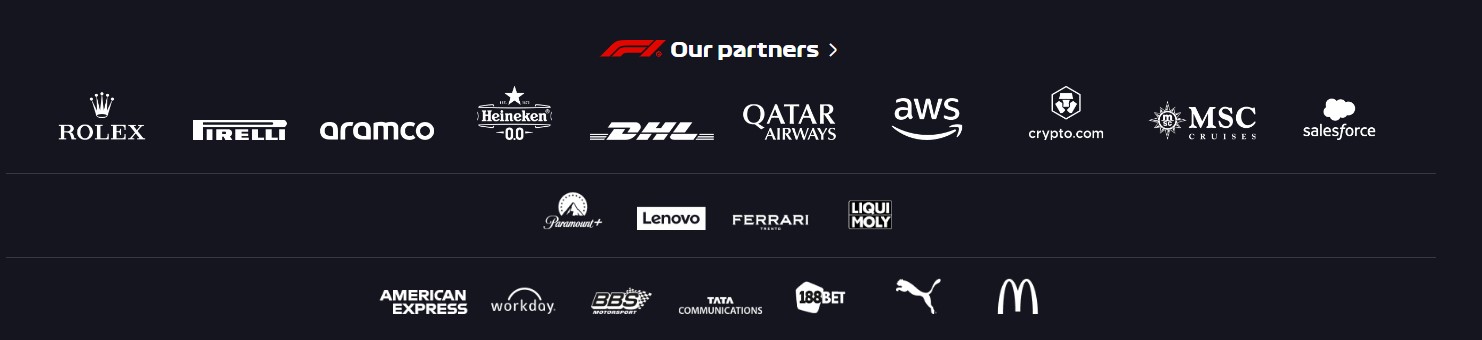 F1 Our partners
ROLEX
PIRELLI
aramco
Heineken
0.0
DHL
QATAR
AIRWAYS
aws
crypto.com
msc
MSC
CRUISES
salesforce
Paramount+
Lenovo
FERRARI
TRENTO
LIQUI
MOLY
AMERICAN
EXPRESS
workday.
BBS
MOTORSPORT
TATA
COMMUNICATIONS
188BET